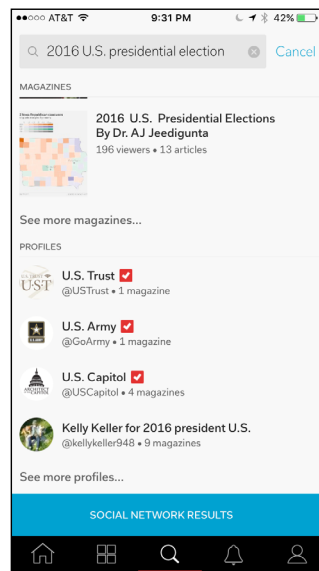 AT&T 9:31 PM 42%
2016 U.S. presidential election Cancel
MAGAZINES
2016 U.S. Presidential Elections
By Dr. AJ Jeedigunta
196 viewers • 13 articles
See more magazines...
PROFILES
U.S. Trust
@USTrust • 1 magazine
U.S. Army
@GoArmy • 1 magazine
U.S. Capitol
@USCapitol • 4 magazines
Kelly Keller for 2016 president U.S.
@kellykeller948 • 9 magazines
See more profiles...
SOCIAL NETWORK RESULTS